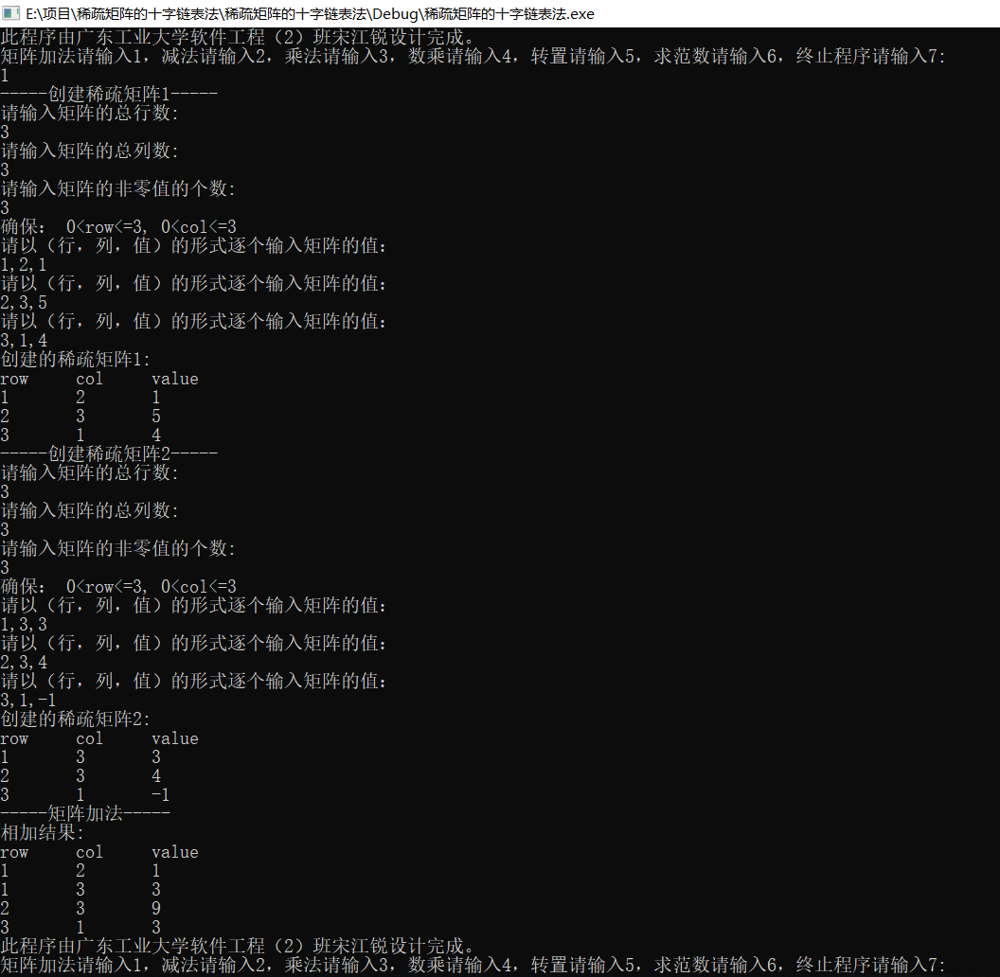 E:\项目\稀疏矩阵的十字链表法\稀疏矩阵的十字链表法\Debug\稀疏矩阵的十字链表法.exe
此程序由广东工业大学软件工程（2）班宋江锐设计完成。
矩阵加法请输入1，减法请输入2，乘法请输入3，数乘请输入4，转置请输入5，求范数请输入6，终止程序请输入7:
1
-----创建稀疏矩阵1-----
请输入矩阵的总行数:
3
请输入矩阵的总列数:
3
请输入矩阵的非零值的个数:
3
确保： 0<row<=3, 0<col<=3
请以（行，列，值）的形式逐个输入矩阵的值：
1,2,1
请以（行，列，值）的形式逐个输入矩阵的值：
2,3,5
请以（行，列，值）的形式逐个输入矩阵的值：
3,1,4
创建的稀疏矩阵1:
row col value
1 2 1
2 3 5
3 1 4
-----创建稀疏矩阵2-----
请输入矩阵的总行数:
3
请输入矩阵的总列数:
3
请输入矩阵的非零值的个数:
3
确保： 0<row<=3, 0<col<=3
请以（行，列，值）的形式逐个输入矩阵的值：
1,3,3
请以（行，列，值）的形式逐个输入矩阵的值：
2,3,4
请以（行，列，值）的形式逐个输入矩阵的值：
3,1,-1
创建的稀疏矩阵2:
row col value
1 3 3
2 3 4
3 1 -1
-----矩阵加法-----
相加结果:
row col value
1 2 1
1 3 3
2 3 9
3 1 3
此程序由广东工业大学软件工程（2）班宋江锐设计完成。
矩阵加法请输入1，减法请输入2，乘法请输入3，数乘请输入4，转置请输入5，求范数请输入6，终止程序请输入7: